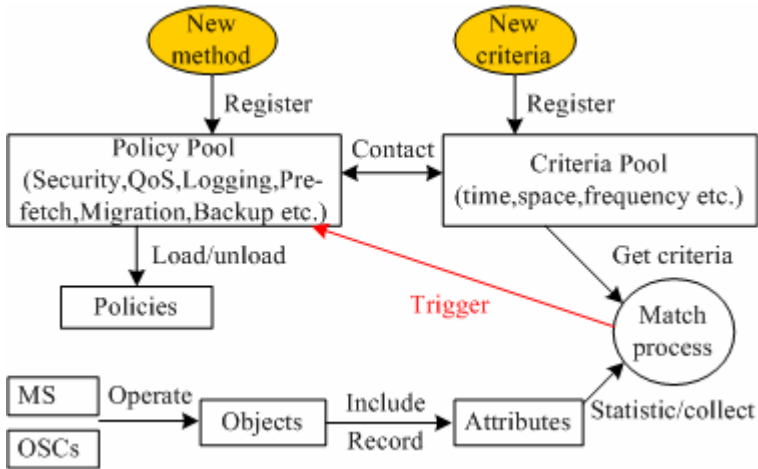 New
method
New
criteria
Register
Register
Policy Pool
(Security,QoS,Logging,Pre-
fetch,Migration,Backup etc.)
Contact
Criteria Pool
(time,space,frequency etc.)
Load/unload
Get criteria
Policies
Trigger
Match
process
MS
OSCs
Operate
Objects
Include
Record
Attributes
Statistic/collect